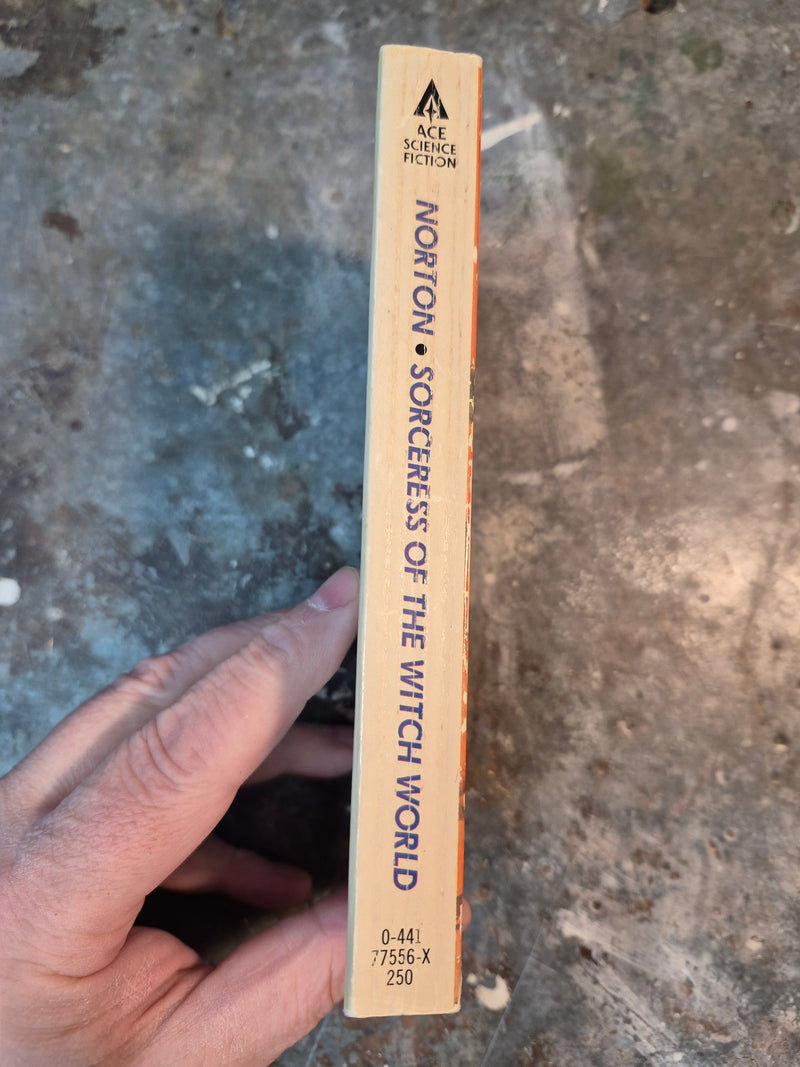 ACE
SCIENCE
FICTION
NORTON • SORCERESS OF THE WITCH WORLD
0-441
77556-X
250